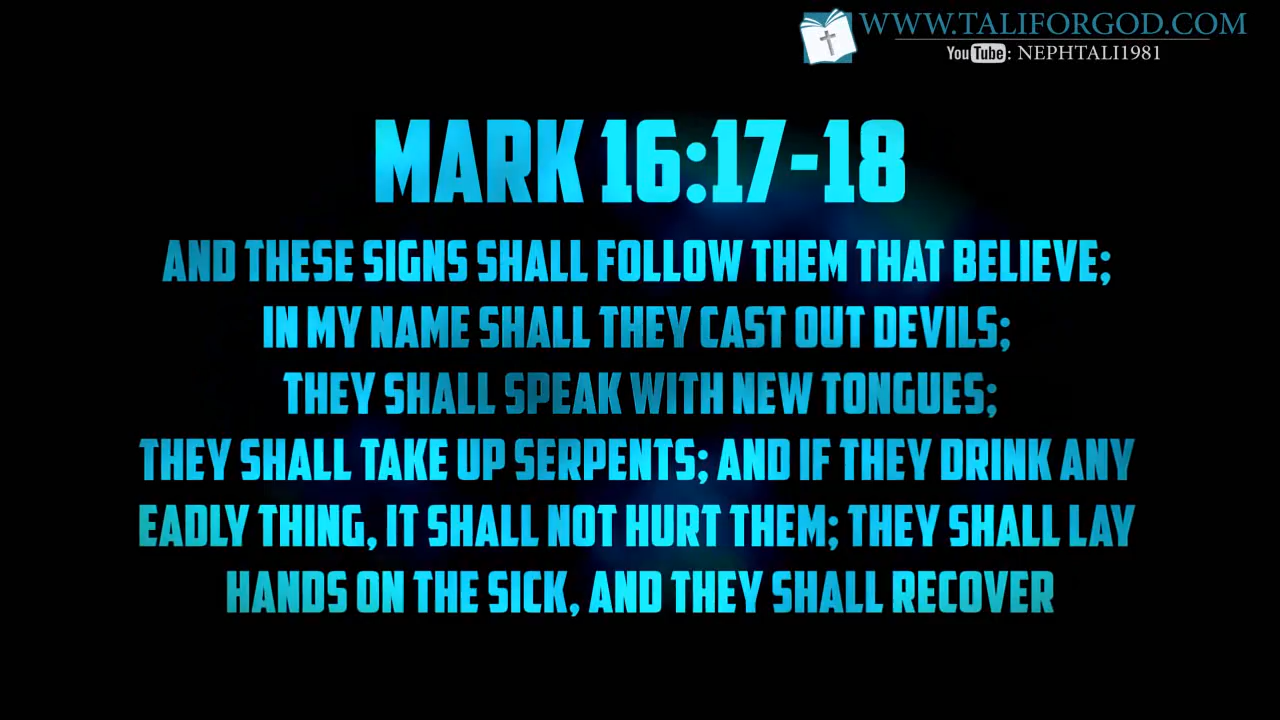 WWW.TALIFORGOD.COM
YouTube: NEPHTALI1981
MARK 16:17-18
AND THESE SIGNS SHALL FOLLOW THEM THAT BELIEVE;
IN MY NAME SHALL THEY CAST OUT DEVILS;
THEY SHALL SPEAK WITH NEW TONGUES;
THEY SHALL TAKE UP SERPENTS; AND IF THEY DRINK ANY
EADLY THING, IT SHALL NOT HURT THEM; THEY SHALL LAY
HANDS ON THE SICK, AND THEY SHALL RECOVER